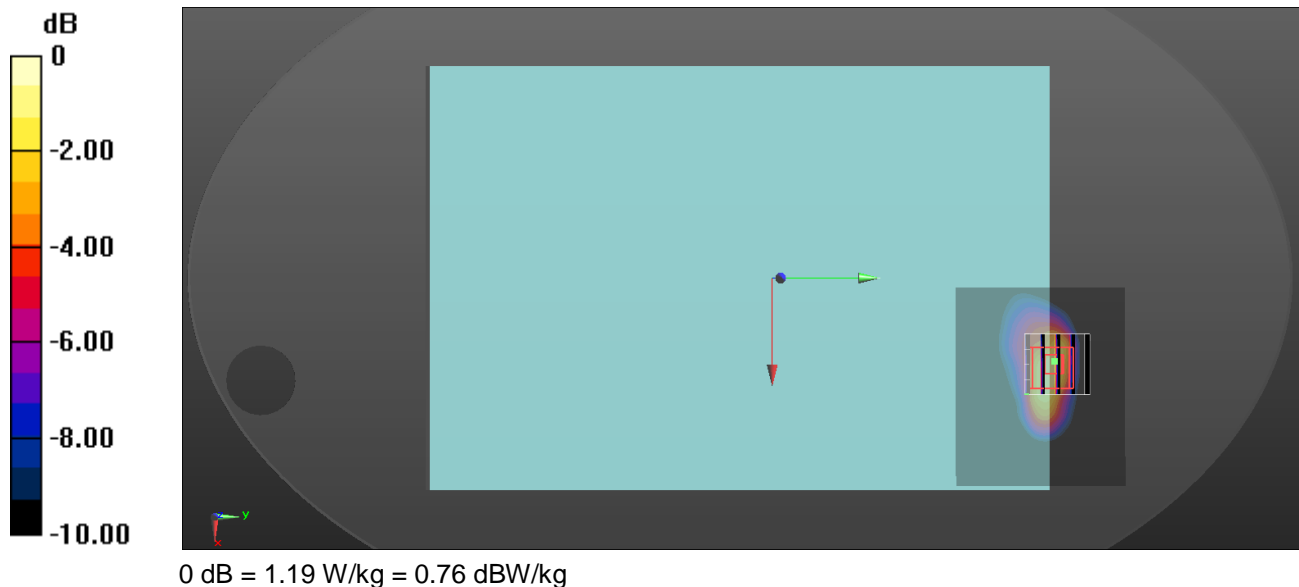 dB
0
-2.00
-4.00
-6.00
-8.00
-10.00
y
x
0 dB = 1.19 W/kg = 0.76 dBW/kg